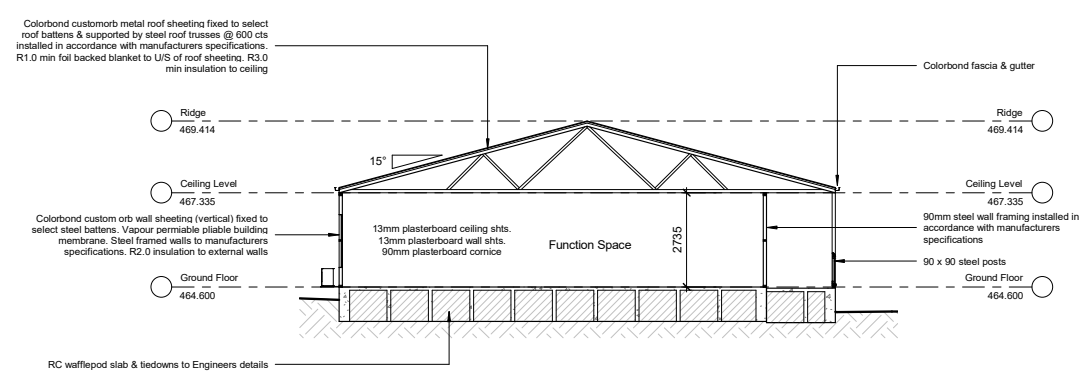 Colorbond customorb metal roof sheeting fixed to select
roof battens & supported by steel roof trusses @ 600 cts
installed in accordance with manufacturers specifications.
R1.0 min foil backed blanket to U/S of roof sheeting. R3.0
min insulation to ceiling
Colorbond fascia & gutter
Ridge
469.414
Ridge
469.414
15°
Ceiling Level
467.335
Ceiling Level
467.335
Colorbond custom orb wall sheeting (vertical) fixed to
select steel battens. Vapour permiable pliable building
membrane. Steel framed walls to manufacturers
specifications. R2.0 insulation to external walls
13mm plasterboard ceiling shts.
13mm plasterboard wall shts.
90mm plasterboard cornice
Function Space
2735
90mm steel wall framing installed in
accordance with manufacturers
specifications
90 x 90 steel posts
Ground Floor
464.600
Ground Floor
464.600
RC wafflepod slab & tiedowns to Engineers details